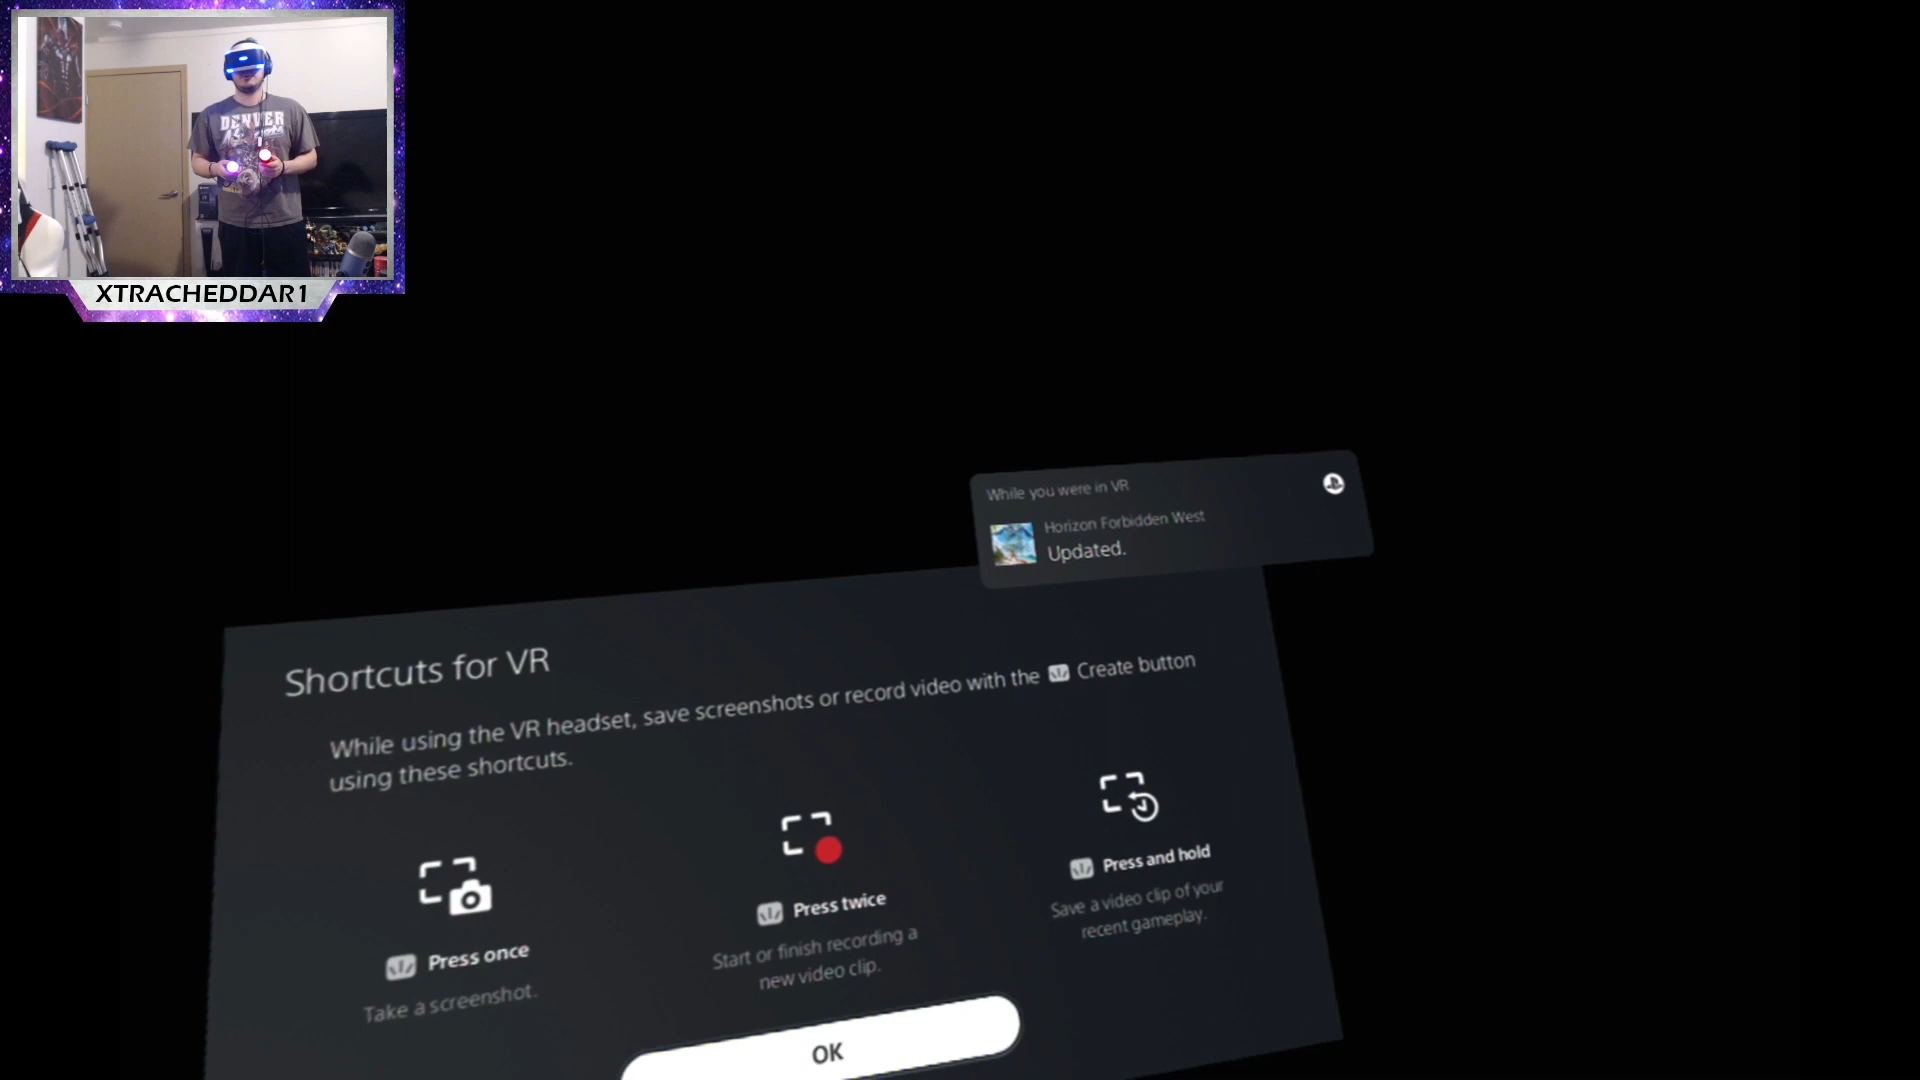 DENVER
XTRACHEDDAR1
While you were in VR
Horizon Forbidden West
Updated.
Shortcuts for VR
While using the VR headset, save screenshots or record video with the Create button
using these shortcuts.
Press once
Take a screenshot.
Press twice
Start or finish recording a
new video clip.
Press and hold
Save a video clip of your
recent gameplay.
OK